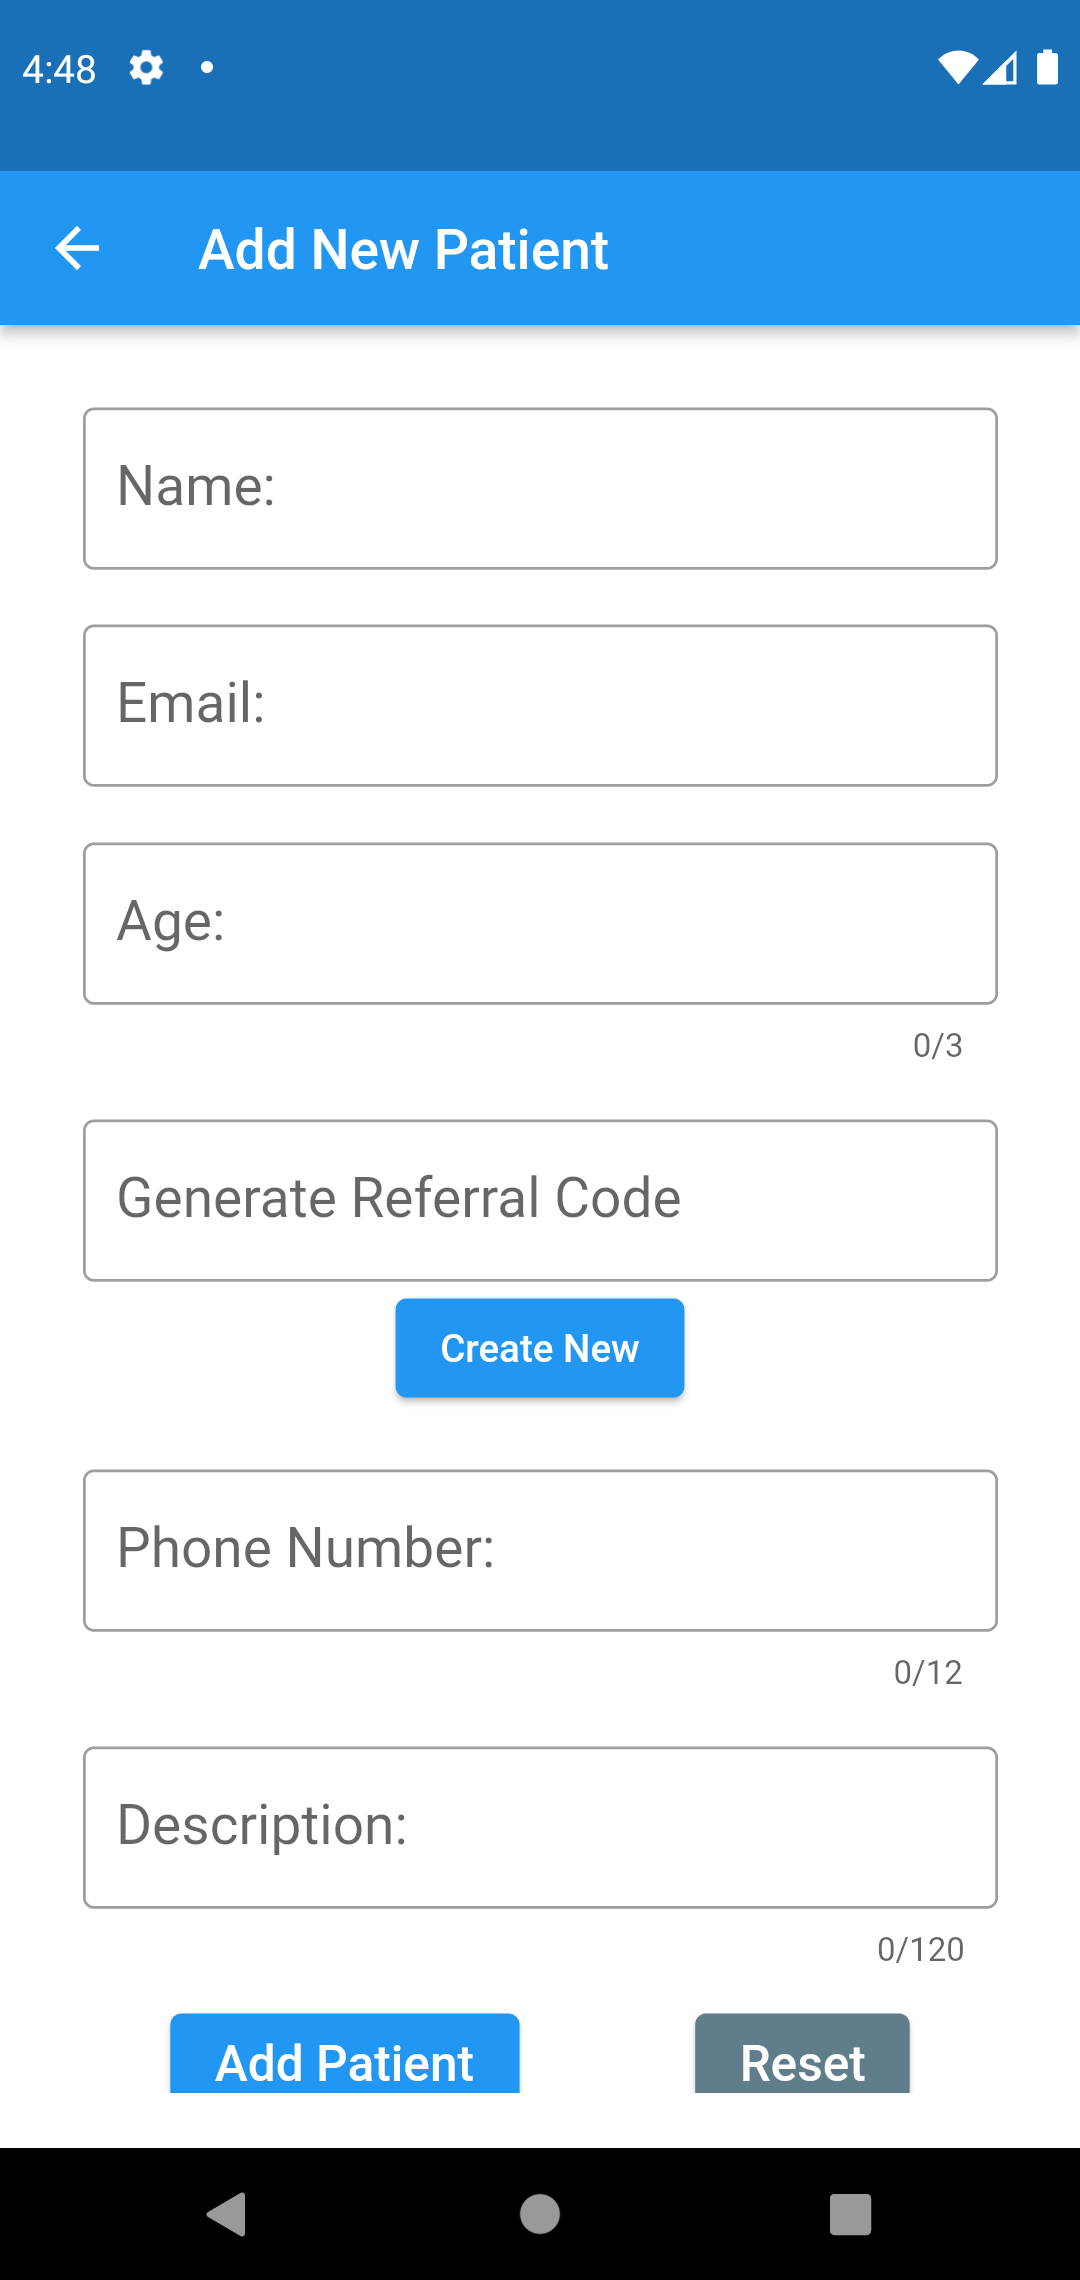 4:48
Add New Patient
Name:
Email:
Age:
0/3
Generate Referral Code
Create New
Phone Number:
0/12
Description:
0/120
Add Patient
Reset